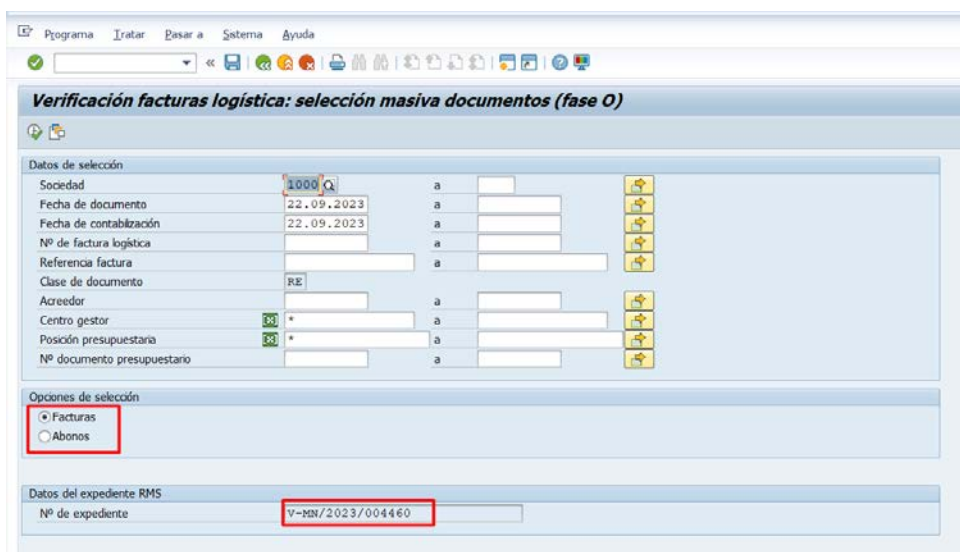 Programa Tratar Pasar a Sistema Ayuda
Verificación facturas logística: selección masiva documentos (fase O)
Datos de selección
Sociedad 1000 a
Fecha de documento 22.09.2023 a
Fecha de contabilización 22.09.2023 a
Nº de factura logística a
Referencia factura a
Clase de documento RE
Acreedor a
Centro gestor * a
Posición presupuestaria * a
Nº documento presupuestario a
Opciones de selección
Facturas
Abonos
Datos del expediente RMS
Nº de expediente V-MN/2023/004460